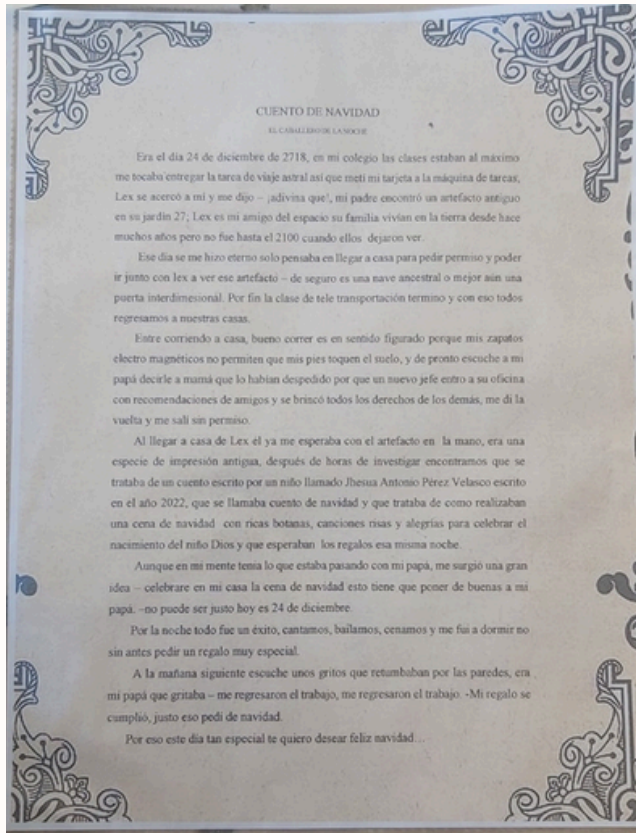 CUENTO DE NAVIDAD
EL CABALLERO DE LA NOCHE
Era el día 24 de diciembre de 2718, en mi colegio las clases estaban al máximo
me tocaba entregar la tarea de viaje astral así que metí mi tarjeta a la máquina de tareas,
Lex se acercó a mí y me dijo – ¡adivina que!, mi padre encontró un artefacto antiguo
en su jardín 27; Lex es mi amigo del espacio su familia vivían en la tierra desde hace
muchos años pero no fue hasta el 2100 cuando ellos dejaron ver.
Ese día se me hizo eterno solo pensaba en llegar a casa para pedir permiso y poder
ir junto con lex a ver ese artefacto – de seguro es una nave ancestral o mejor aún una
puerta interdimesional. Por fin la clase de tele transportación termino y con eso todos
regresamos a nuestras casas.
Entre corriendo a casa, bueno correr es en sentido figurado porque mis zapatos
electro magnéticos no permiten que mis pies toquen el suelo, y de pronto escuche a mi
papá decirle a mamá que lo habían despedido por que un nuevo jefe entro a su oficina
con recomendaciones de amigos y se brincó todos los derechos de los demás, me di la
vuelta y me salí sin permiso.
Al llegar a casa de Lex el ya me esperaba con el artefacto en la mano, era una
especie de impresión antigua, después de horas de investigar encontramos que se
trataba de un cuento escrito por un niño llamado Jhesua Antonio Pérez Velasco escrito
en el año 2022, que se llamaba cuento de navidad y que trataba de como realizaban
una cena de navidad con ricas botanas, canciones risas y alegrías para celebrar el
nacimiento del niño Dios y que esperaban los regalos esa misma noche.
Aunque en mi mente tenía lo que estaba pasando con mi papá, me surgió una gran
idea – celebrare en mi casa la cena de navidad esto tiene que poner de buenas a mi
papá. –no puede ser justo hoy es 24 de diciembre.
Por la noche todo fue un éxito, cantamos, bailamos, cenamos y me fui a dormir no
sin antes pedir un regalo muy especial.
A la mañana siguiente escuche unos gritos que retumbaban por las paredes, era
mi papá que gritaba – me regresaron el trabajo, me regresaron el trabajo. -Mi regalo se
cumplió, justo eso pedí de navidad.
Por eso este día tan especial te quiero desear feliz navidad…